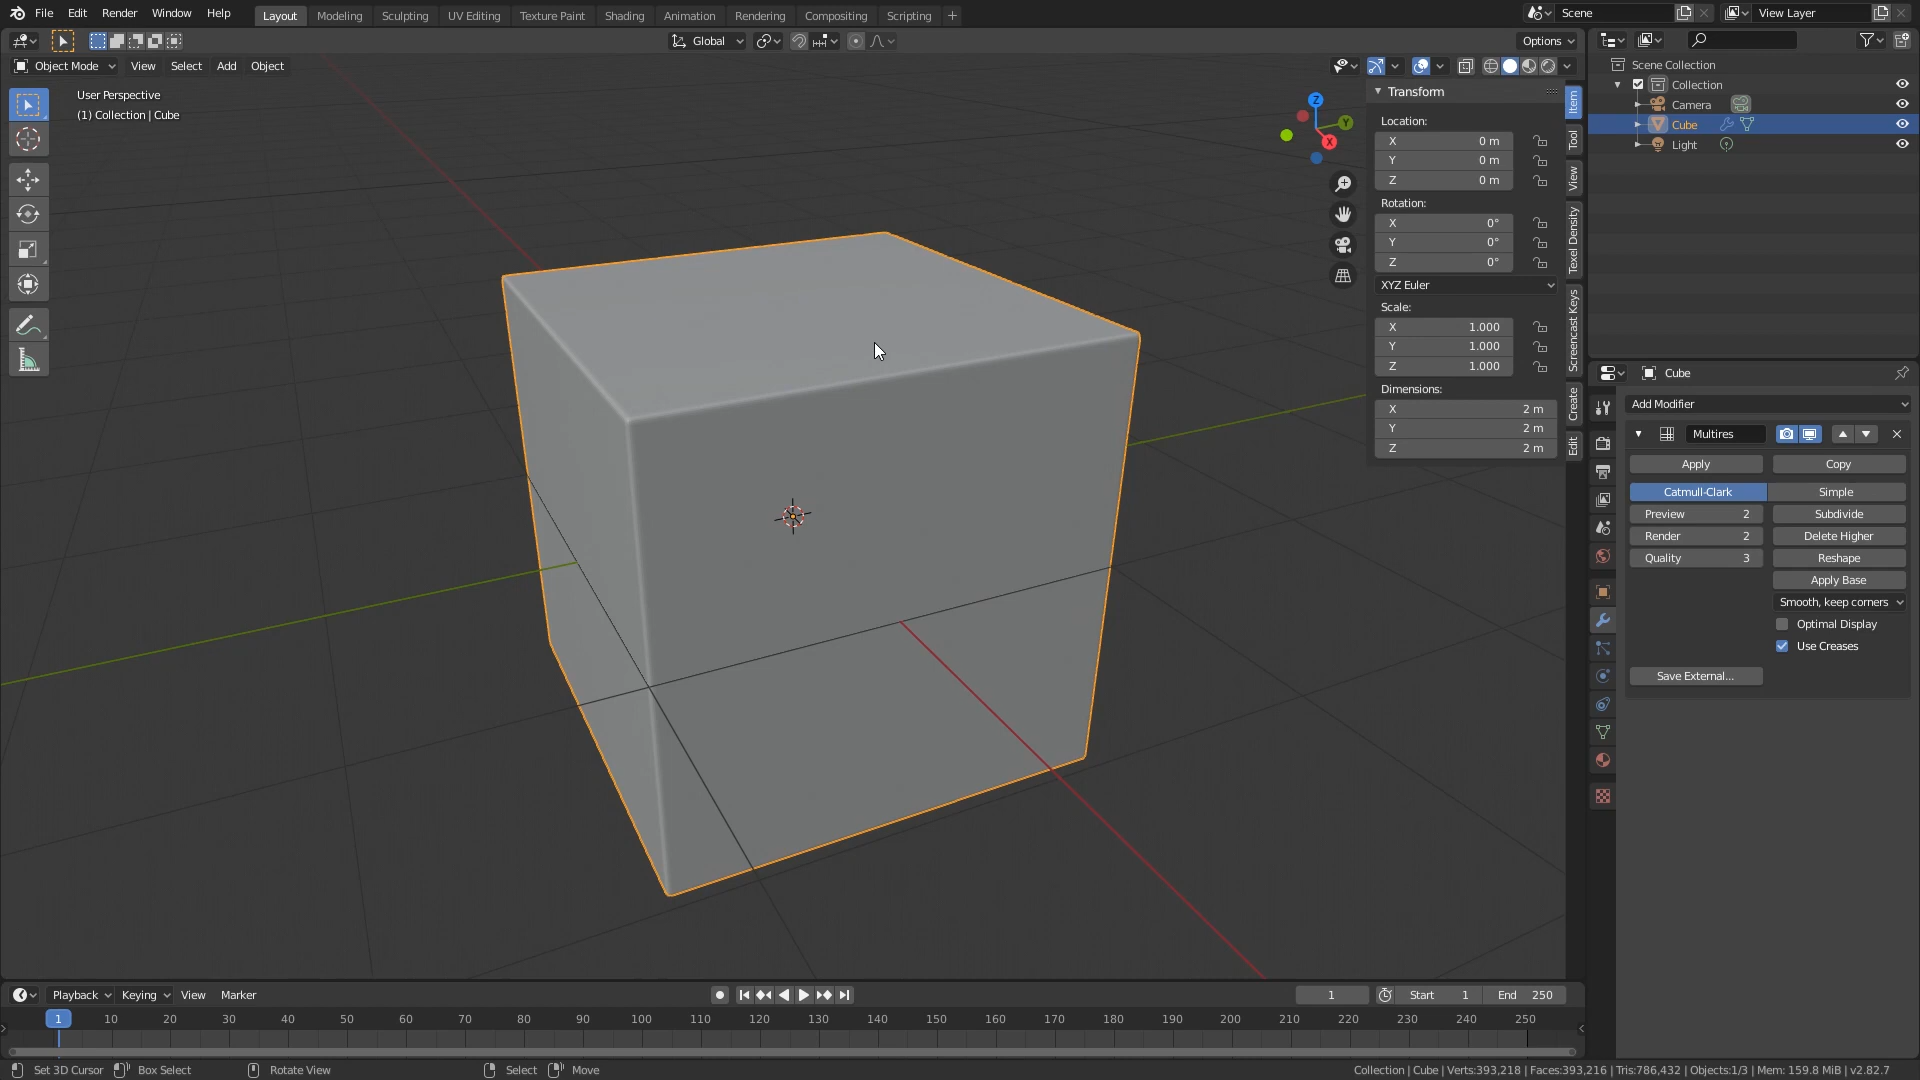 File Edit Render Window Help Layout Modeling Sculpting UV Editing Texture Paint Shading Animation Rendering Compositing Scripting + Scene View Layer
Global Options
Object Mode View Select Add Object
User Perspective
(1) Collection | Cube
Z
Y
X
Transform
Location:
X 0 m
Y 0 m
Z 0 m
Rotation:
X 0°
Y 0°
Z 0°
XYZ Euler
Scale:
X 1.000
Y 1.000
Z 1.000
Dimensions:
X 2 m
Y 2 m
Z 2 m
Item
Tool
View
Texel Density
Screencast Keys
Create
Edit
Scene Collection
Collection
Camera
Cube
Light
Cube
Add Modifier
Multires
Apply Copy
Catmull-Clark Simple
Preview 2 Subdivide
Render 2 Delete Higher
Quality 3 Reshape
Apply Base
Smooth, keep corners
Optimal Display
Use Creases
Save External...
Playback Keying View Marker 1 Start 1 End 250
1 10 20 30 40 50 60 70 80 90 100 110 120 130 140 150 160 170 180 190 200 210 220 230 240 250
Set 3D Cursor Box Select Rotate View Select Move Collection | Cube | Verts:393,218 | Faces:393,216 | Tris:786,432 | Objects:1/3 | Mem: 159.8 MiB | v2.82.7